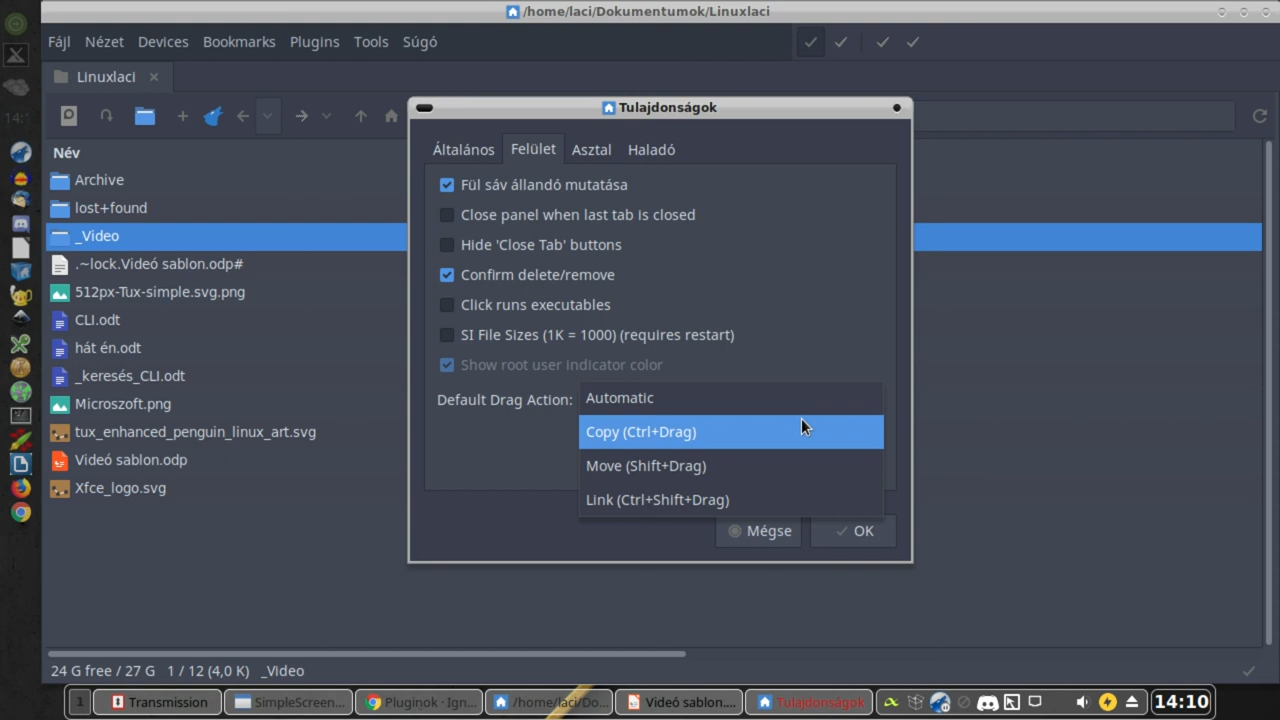 /home/laci/Dokumentumok/Linuxlaci
Fájl Nézet Devices Bookmarks Plugins Tools Súgó
Linuxlaci
Tulajdonságok
Általános Felület Asztal Haladó
Név
Archive
lost+found
_Video
.~lock.Videó sablon.odp#
512px-Tux-simple.svg.png
CLI.odt
hát én.odt
_keresés_CLI.odt
Microszoft.png
tux_enhanced_penguin_linux_art.svg
Videó sablon.odp
Xfce_logo.svg
Fül sáv állandó mutatása
Close panel when last tab is closed
Hide 'Close Tab' buttons
Confirm delete/remove
Click runs executables
SI File Sizes (1K = 1000) (requires restart)
Show root user indicator color
Default Drag Action:
Automatic
Copy (Ctrl+Drag)
Move (Shift+Drag)
Link (Ctrl+Shift+Drag)
Mégse OK
24 G free / 27 G 1 / 12 (4,0 K) _Video
1 Transmission SimpleScreen... Pluginok · Ign... /home/laci/Do... Videó sablon.... Tulajdonságok 14:10